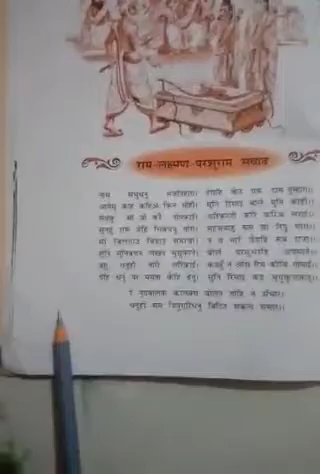 राम-लक्ष्मण-परशुराम संवाद
नाथ संभुधनु भंजनिहारा। होइहि केउ एक दास तुम्हारा॥
आयेसु काह कहिअ किन मोही। सुनि रिसाइ बोले मुनि कोही॥
सेवकु सो जो करै सेवकाई। अरिकरनी करि करिअ लराई॥
सुनहु राम जेहि सिवधनु तोरा। सहसबाहु सम सो रिपु मोरा॥
सो बिलगाउ बिहाइ समाजा। न त मारे जैहहिं सब राजा॥
सुनि मुनिबचन लखन मुसुकाने। बोले परसुधरहि अवमाने॥
बहु धनुही तोरी लरिकाईं। कबहुँ न असि रिस कीन्हि गोसाईं॥
येहि धनु पर ममता केहि हेतू। सुनि रिसाइ कह भृगुकुलकेतू॥
रे नृपबालक कालबस बोलत तोहि न सँभार।
धनुही सम त्रिपुरारिधनु बिदित सकल संसार॥